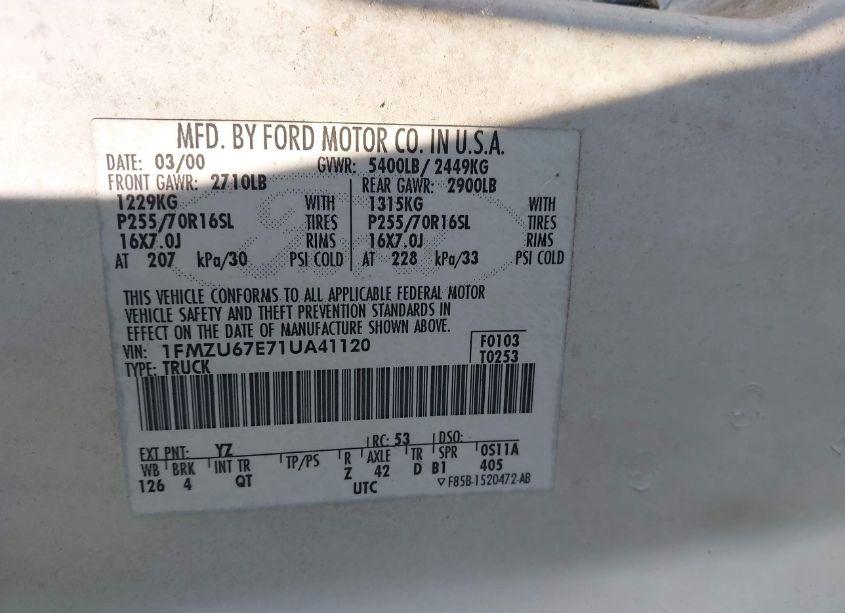 MFD. BY FORD MOTOR CO. IN U.S.A.
DATE: 03/00 GVWR: 5400LB/ 2449KG
FRONT GAWR: 2710LB REAR GAWR: 2900LB
1229KG WITH 1315KG WITH
P255/70R16SL TIRES P255/70R16SL TIRES
16X7.0J RIMS 16X7.0J RIMS
AT 207 kPa/30 PSI COLD AT 228 kPa/33 PSI COLD
THIS VEHICLE CONFORMS TO ALL APPLICABLE FEDERAL MOTOR
VEHICLE SAFETY AND THEFT PREVENTION STANDARDS IN
EFFECT ON THE DATE OF MANUFACTURE SHOWN ABOVE.
VIN: 1FMZU67E71UA41120 F0103
TYPE: TRUCK T0253
EXT PNT: YZ RC: 53 DSO:
WB BRK INT TR TP/PS R AXLE TR SPR 0S11A
126 4 QT Z 42 D B1 405
UTC ▽ F85B-1520472-AB